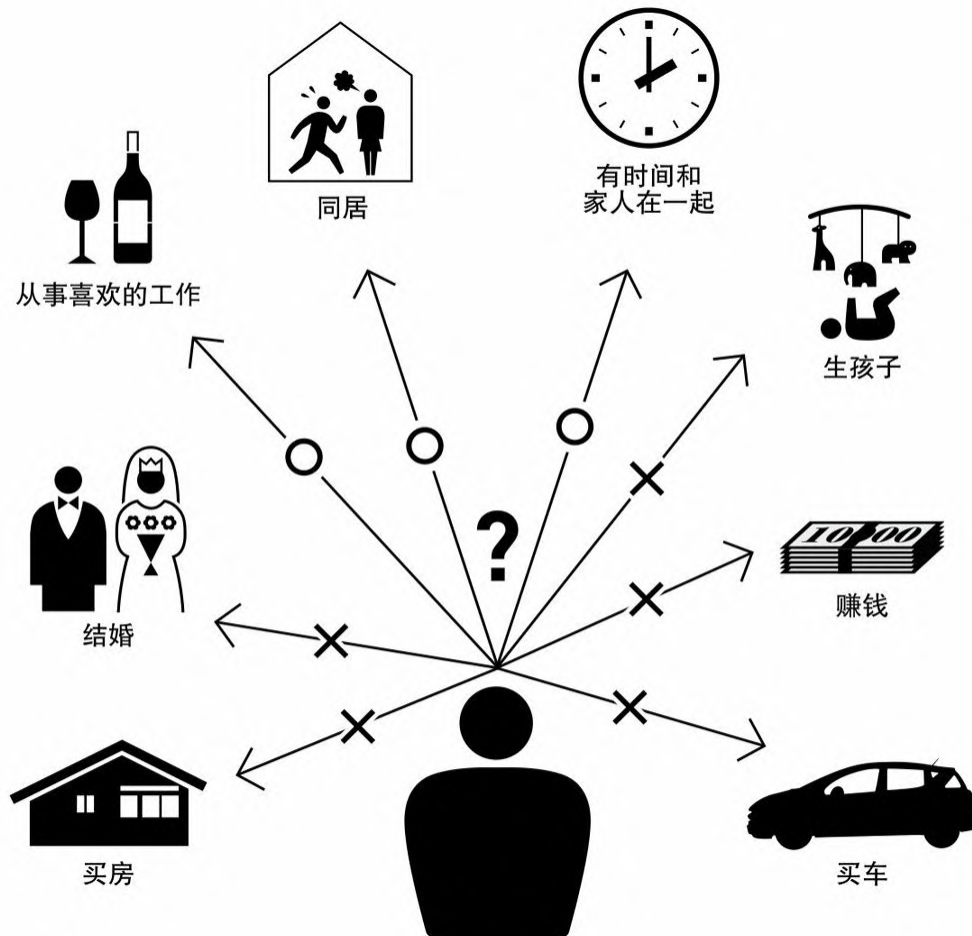 同居
有时间和
家人在一起
从事喜欢的工作
生孩子
?
结婚
10000
赚钱
买房
买车